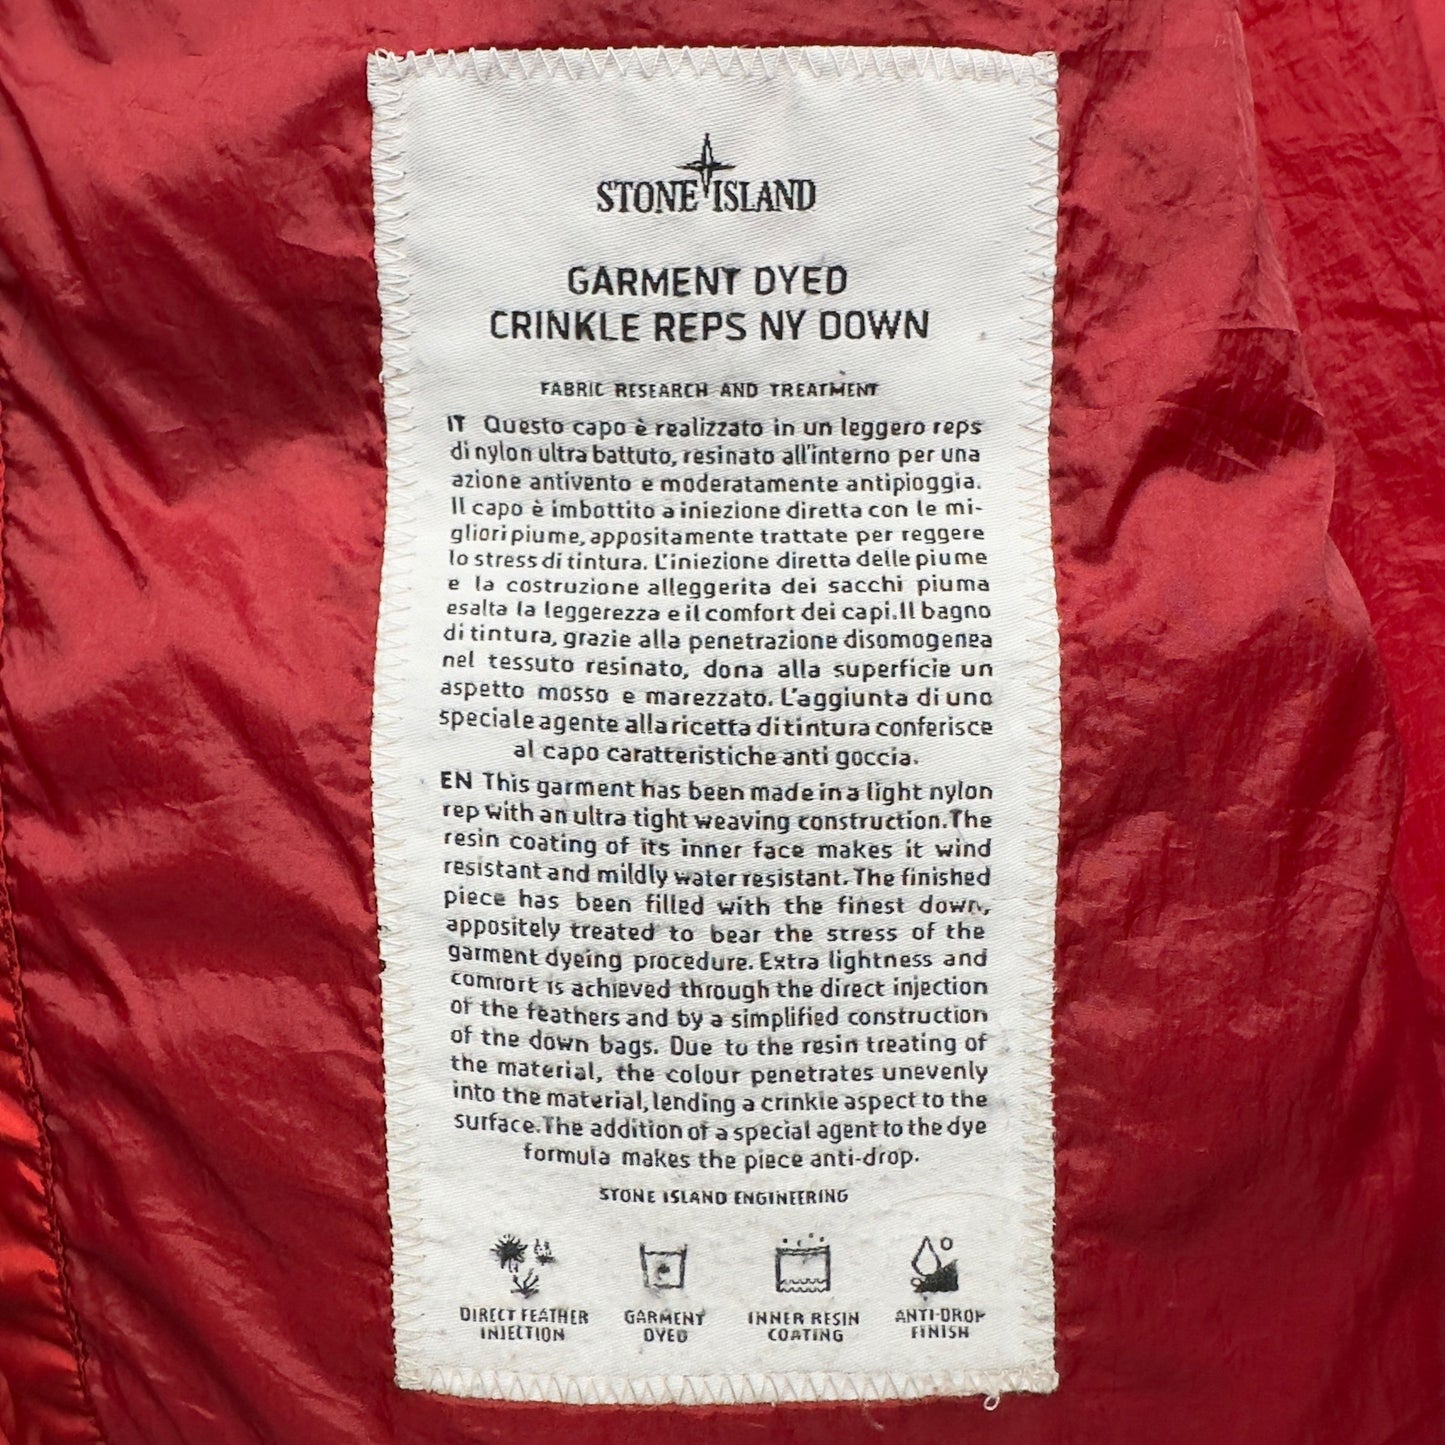 STONE ISLAND
GARMENT DYED
CRINKLE REPS NY DOWN
FABRIC RESEARCH AND TREATMENT
IT Questo capo è realizzato in un leggero reps
di nylon ultra battuto, resinato all'interno per una
azione antivento e moderatamente antipioggia.
Il capo è imbottito a iniezione diretta con le mi-
gliori piume, appositamente trattate per reggere
lo stress di tintura. L'iniezione diretta delle piume
e la costruzione alleggerita dei sacchi piuma
esalta la leggerezza e il comfort dei capi.Il bagno
di tintura, grazie alla penetrazione disomogenea
nel tessuto resinato, dona alla superficie un
aspetto mosso e marezzato. L'aggiunta di uno
speciale agente alla ricetta di tintura conferisce
al capo caratteristiche anti goccia.
EN This garment has been made in a light nylon
rep with an ultra tight weaving construction.The
resin coating of its inner face makes it wind
resistant and mildly water resistant. The finished
piece has been filled with the finest down,
appositely treated to bear the stress of the
garment dyeing procedure. Extra lightness and
comfort is achieved through the direct injection
of the feathers and by a simplified construction
of the down bags. Due to the resin treating of
the material, the colour penetrates unevenly
into the material, lending a crinkle aspect to the
surface.The addition of a special agent to the dye
formula makes the piece anti-drop.
STONE ISLAND ENGINEERING
DIRECT FEATHER
INJECTION
GARMENT
DYED
INNER RESIN
COATING
ANTI-DROP
FINISH